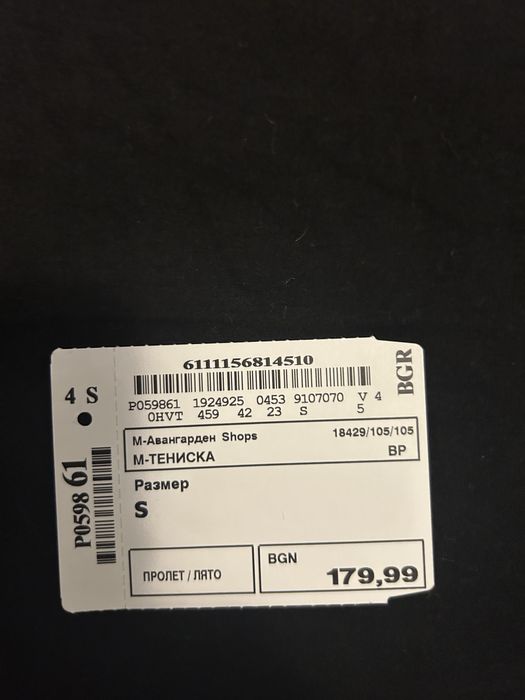 6111156814510
BGR
4 S
P059861 1924925 0453 9107070 V 4
0HVT 459 42 23 S 5
М-Авангарден Shops 18429/105/105
М-ТЕНИСКА BP
Размер
S
P0598 61
ПРОЛЕТ / ЛЯТО
BGN
179,99